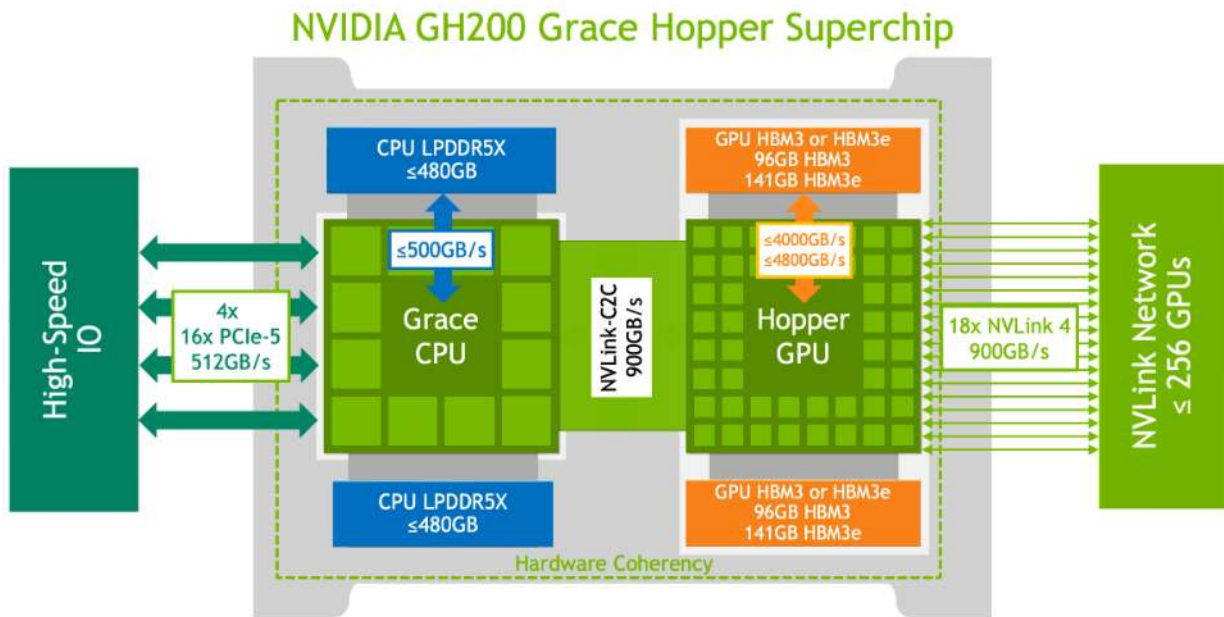 NVIDIA GH200 Grace Hopper Superchip
High-Speed
IO
4x
16x PCIe-5
512GB/s
CPU LPDDR5X
≤480GB
≤500GB/s
Grace
CPU
CPU LPDDR5X
≤480GB
NVLink-C2C
900GB/s
GPU HBM3 or HBM3e
96GB HBM3
141GB HBM3e
≤4000GB/s
≤4800GB/s
Hopper
GPU
GPU HBM3 or HBM3e
96GB HBM3
141GB HBM3e
18x NVLink 4
900GB/s
NVLink Network
≤ 256 GPUs
Hardware Coherency